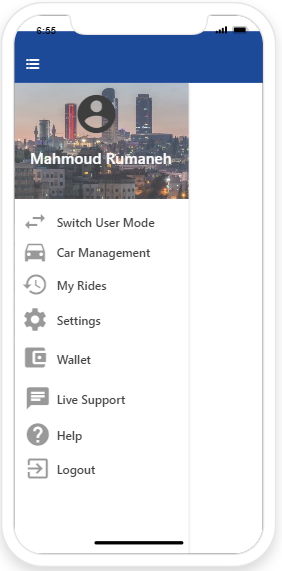 6:55
Mahmoud Rumaneh
Switch User Mode
Car Management
My Rides
Settings
Wallet
Live Support
Help
Logout